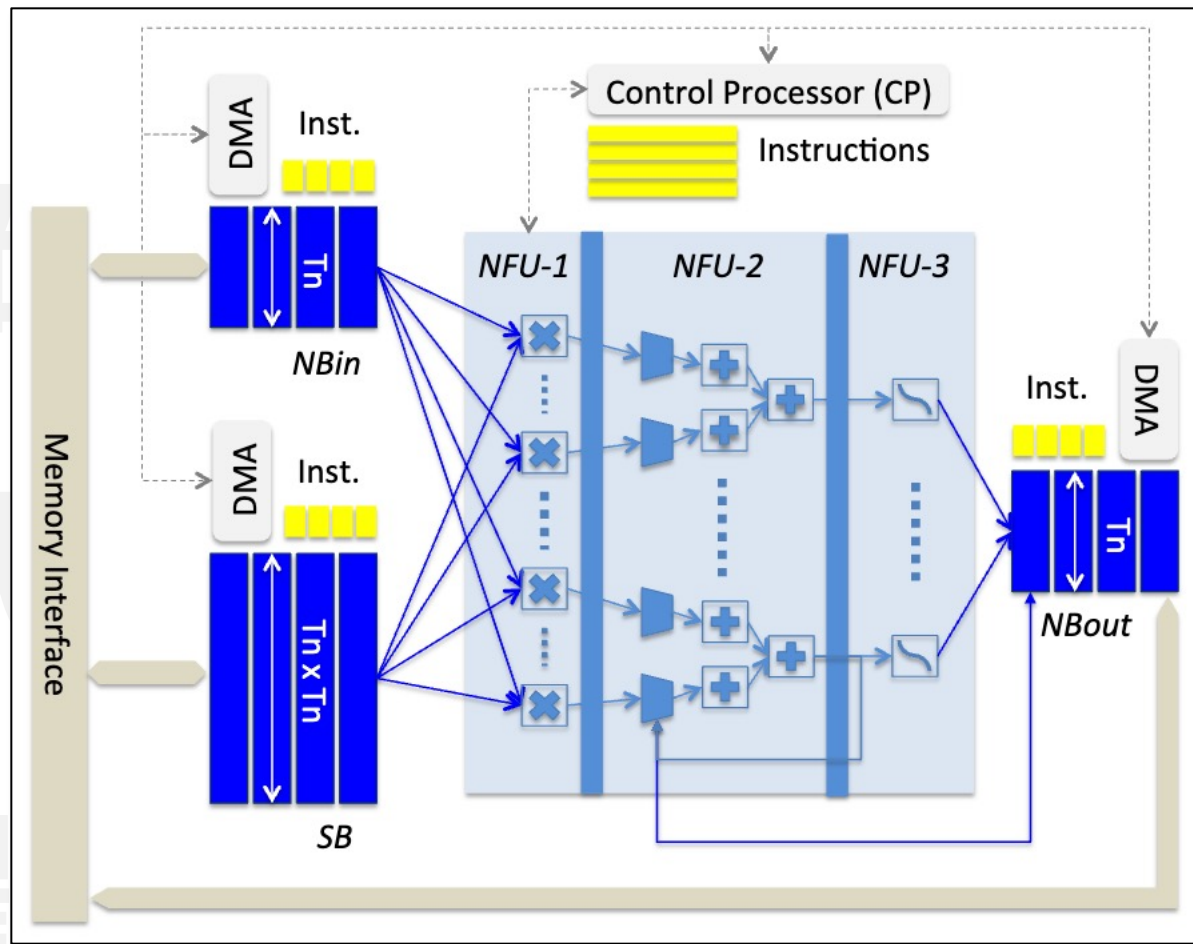 Control Processor (CP)
Instructions
DMA
Inst.
Tn
NBin
DMA
Inst.
Tn x Tn
SB
Memory Interface
NFU-1
NFU-2
NFU-3
Inst.
DMA
Tn
NBout